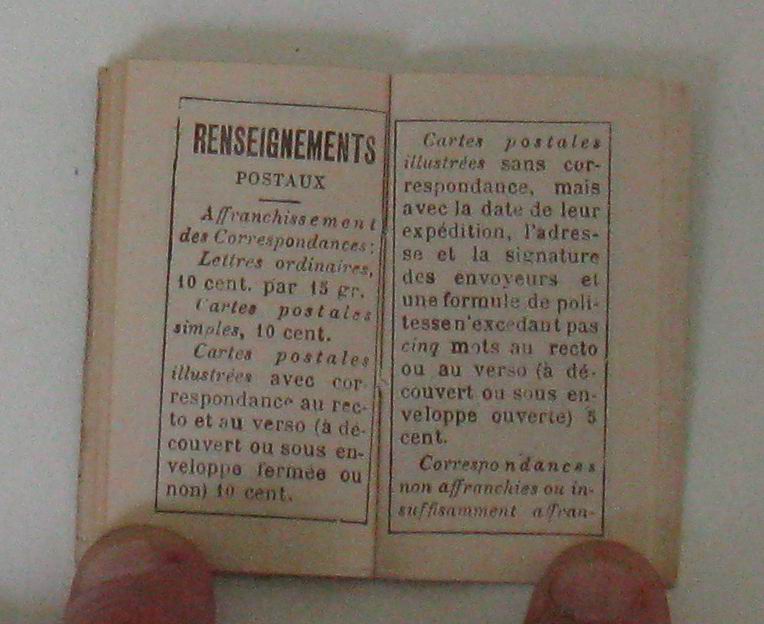 RENSEIGNEMENTS
POSTAUX
Affranchissement
des Correspondances:
Lettres ordinaires,
10 cent. par 15 gr.
Cartes postales
simples, 10 cent.
Cartes postales
illustrées avec cor-
respondance au rec-
to et au verso (à dé-
couvert ou sous en-
veloppe fermée ou
non) 10 cent.
Cartes postales
illustrées sans cor-
respondance, mais
avec la date de leur
expédition, l'adres-
se et la signature
des envoyeurs et
une formule de poli-
tesse n'excedant pas
cinq mots au recto
ou au verso (à dé-
couvert ou sous en-
veloppe ouverte) 5
cent.
Correspondances
non affranchies ou in-
suffisamment affran-